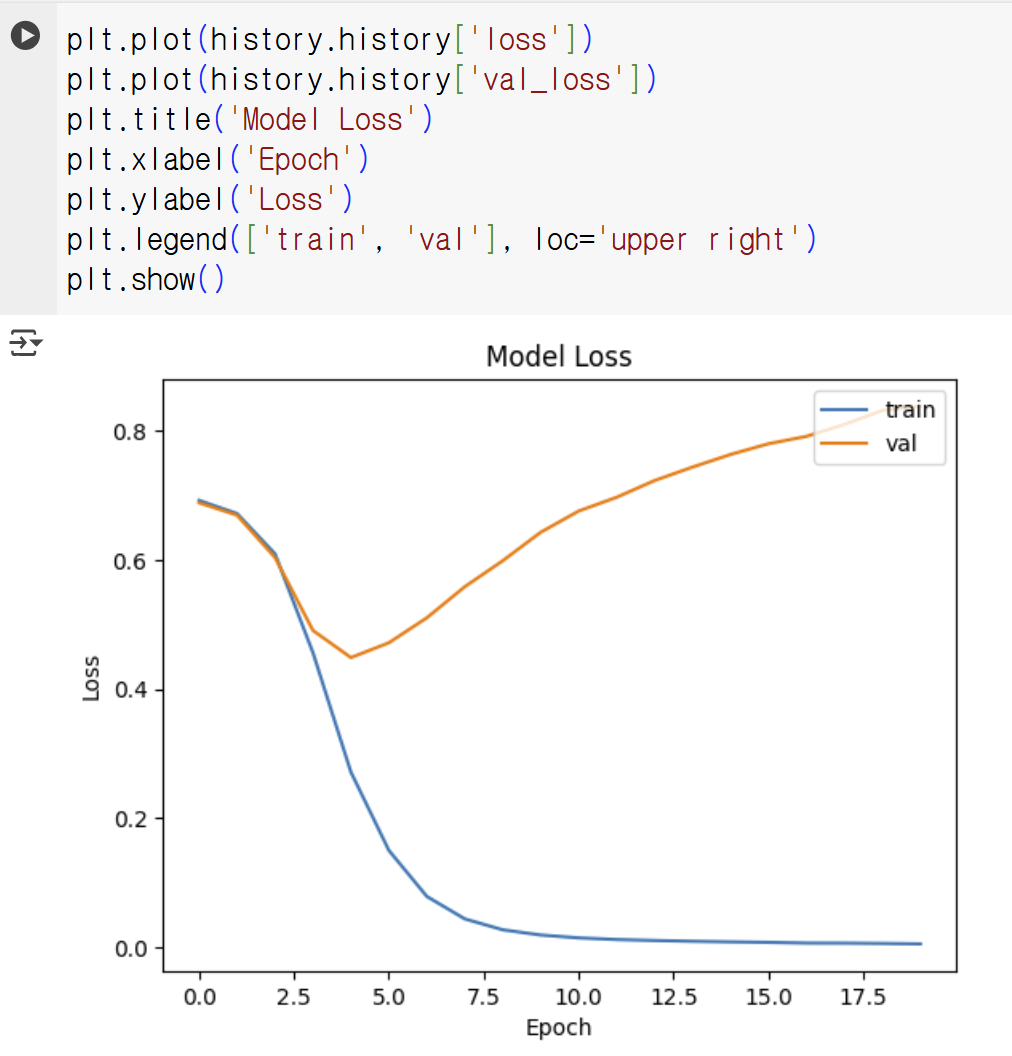 plt.plot(history.history['loss'])
plt.plot(history.history['val_loss'])
plt.title('Model Loss')
plt.xlabel('Epoch')
plt.ylabel('Loss')
plt.legend(['train', 'val'], loc='upper right')
plt.show()
Model Loss
train
val
0.8
0.6
0.4
0.2
0.0
Loss
0.0 2.5 5.0 7.5 10.0 12.5 15.0 17.5
Epoch